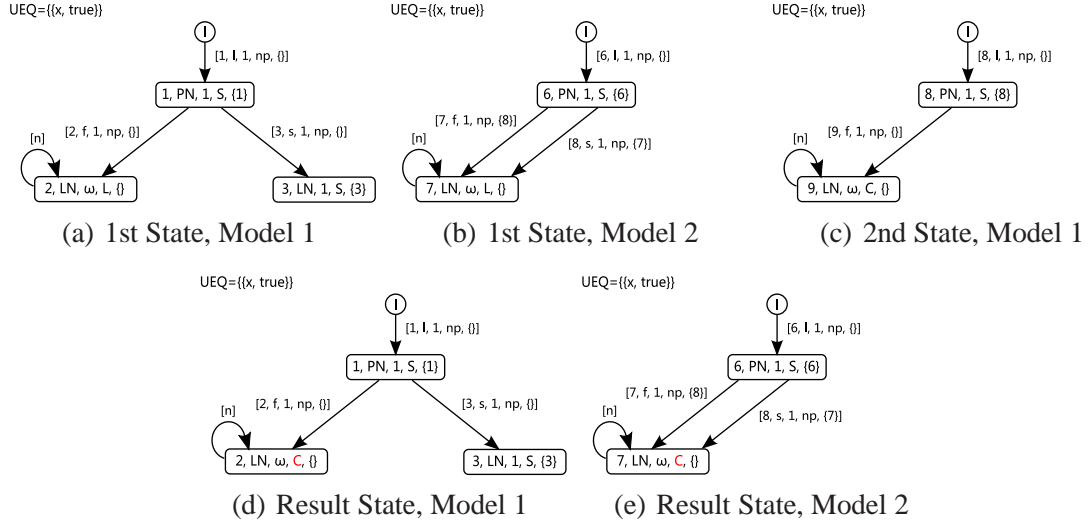 UEQ={{x, true}}
l
[1, l, 1, np, {}]
1, PN, 1, S, {1}
[2, f, 1, np, {}]
[3, s, 1, np, {}]
[n]
2, LN, ω, L, {}
3, LN, 1, S, {3}
(a) 1st State, Model 1
UEQ={{x, true}}
l
[6, l, 1, np, {}]
6, PN, 1, S, {6}
[7, f, 1, np, {8}]
[8, s, 1, np, {7}]
[n]
7, LN, ω, L, {}
(b) 1st State, Model 2
UEQ={{x, true}}
l
[8, l, 1, np, {}]
8, PN, 1, S, {8}
[9, f, 1, np, {}]
[n]
9, LN, ω, C, {}
(c) 2nd State, Model 1
UEQ={{x, true}}
l
[1, l, 1, np, {}]
1, PN, 1, S, {1}
[2, f, 1, np, {}]
[3, s, 1, np, {}]
[n]
2, LN, ω, C, {}
3, LN, 1, S, {3}
(d) Result State, Model 1
UEQ={{x, true}}
l
[6, l, 1, np, {}]
6, PN, 1, S, {6}
[7, f, 1, np, {8}]
[8, s, 1, np, {7}]
[n]
7, LN, ω, C, {}
(e) Result State, Model 2